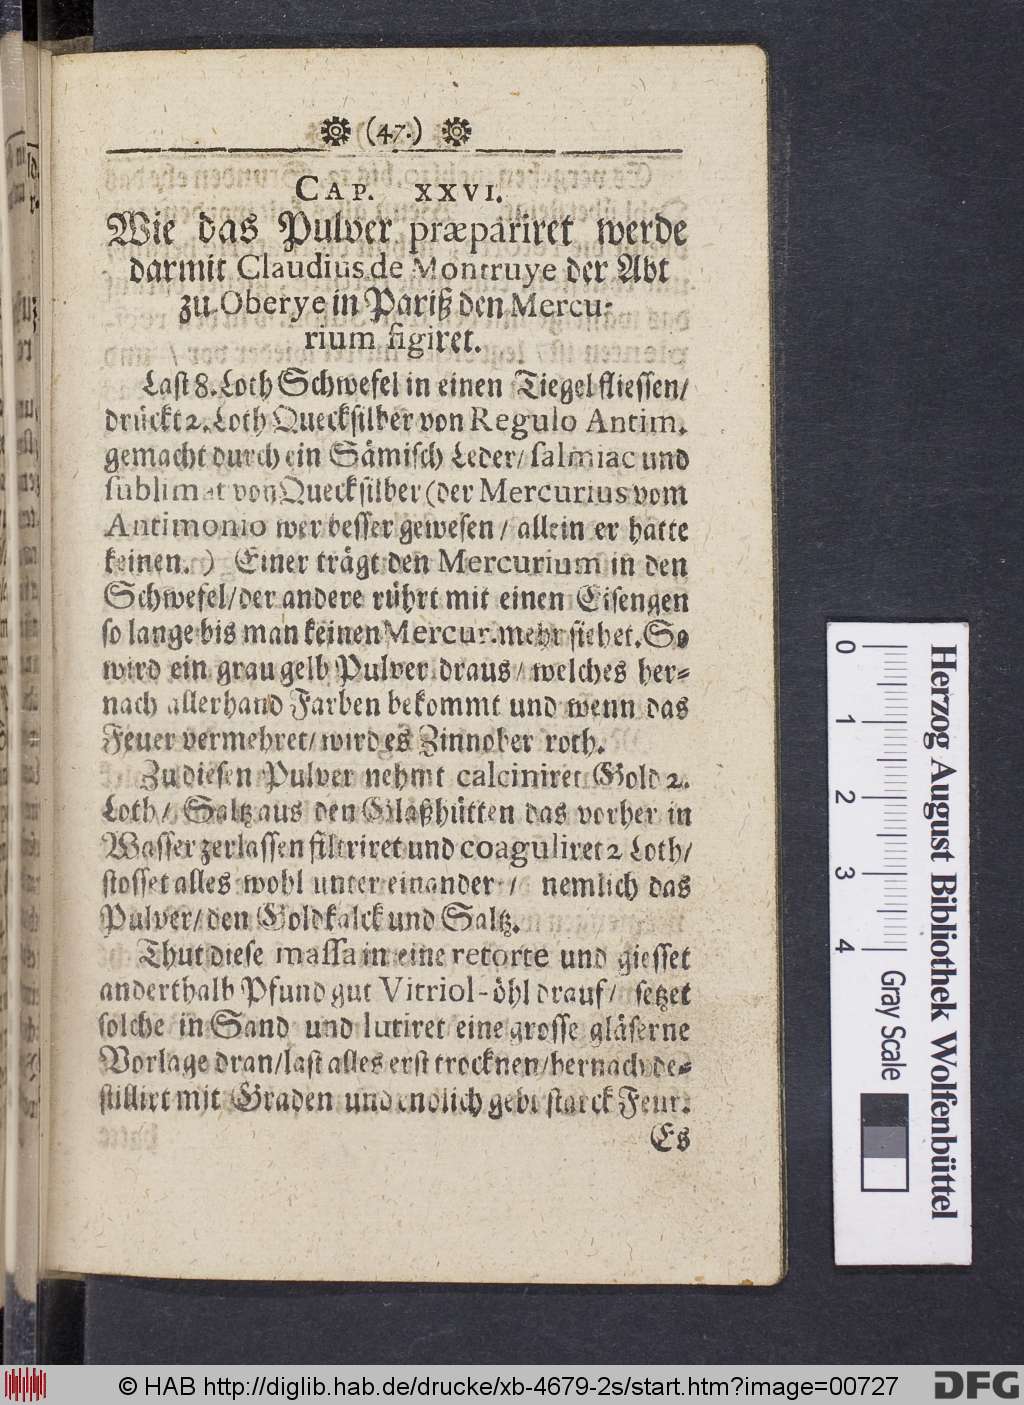 (47.)
CAP. XXVI.
Wie das Pulver præpariret werde
darmit Claudius de Montruye der Abt
zu Oberye in Pariß den Mercu-
rium figiret.
Last 8. Loth Schwefel in einen Tiegel fliessen/
drückt 2. Loth Quecksilber von Regulo Antim.
gemacht durch ein Sämisch Leder/ salmiac und
sublimat von Quecksilber (der Mercurius vom
Antimonio wer besser gewesen/ allein er hatte
keinen.) Einer trägt den Mercurium in den
Schwefel/ der andere rührt mit einen Eisengen
so lange bis man keinen Mercur. mehr siehet. So
wird ein grau gelb Pulver draus/ welches her-
nach allerhand Farben bekommt und wenn das
Feuer vermehret/ wird es Zinnober roth.
Zu diesen Pulver nehmt calciniret Gold 2.
Loth/ Saltz aus den Glaßhütten das vorher in
Wasser zerlassen filtriret und coaguliret 2 Loth/
stosset alles wohl unter einander/ nemlich das
Pulver/ den Goldkalck und Saltz.
Thut diese massa in eine retorte und giesset
anderthalb Pfund gut Vitriol-öhl drauf/ setzet
solche in Sand und lutiret eine grosse gläserne
Vorlage dran/ last alles erst trocknen/ hernach de-
stillirt mit Graden und endlich gebt starck Feur.
Es
0 1 2 3 4
Gray Scale
Herzog August Bibliothek Wolfenbüttel
© HAB http://diglib.hab.de/drucke/xb-4679-2s/start.htm?image=00727
DFG